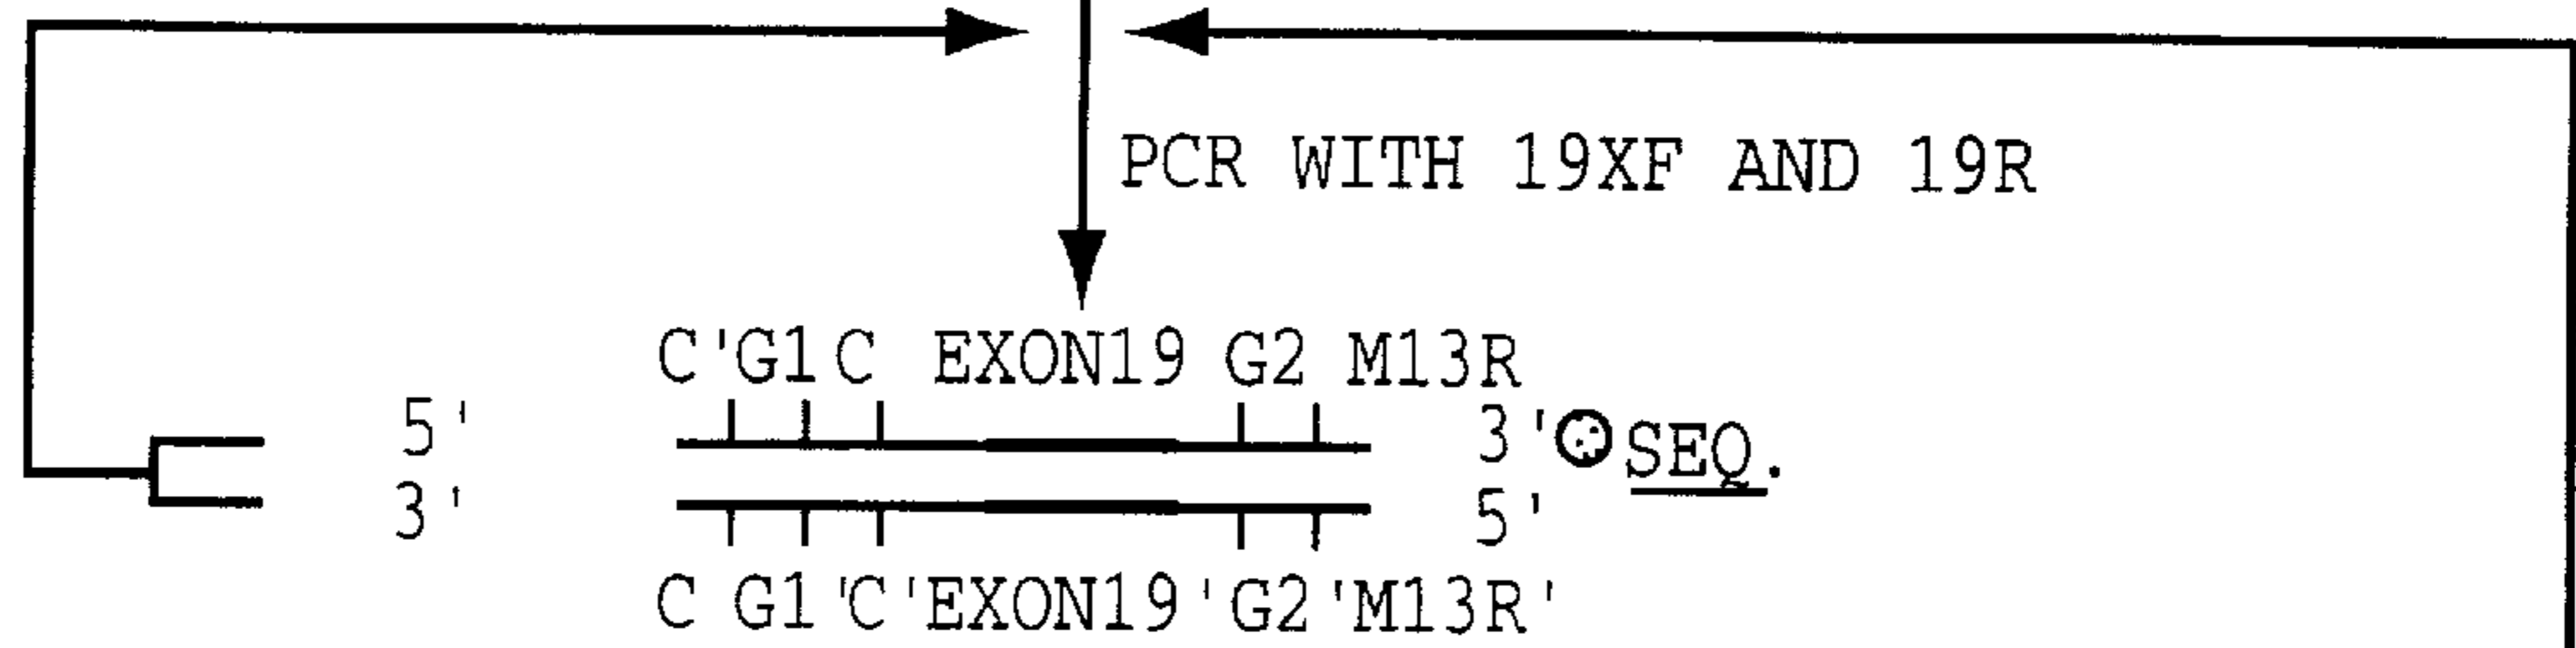 PCR WITH 19XF AND 19R
C'G1 C EXON19 G2 M13R
5' 3' SEQ.
3' 5'
C G1'C'EXON19'G2'M13R'